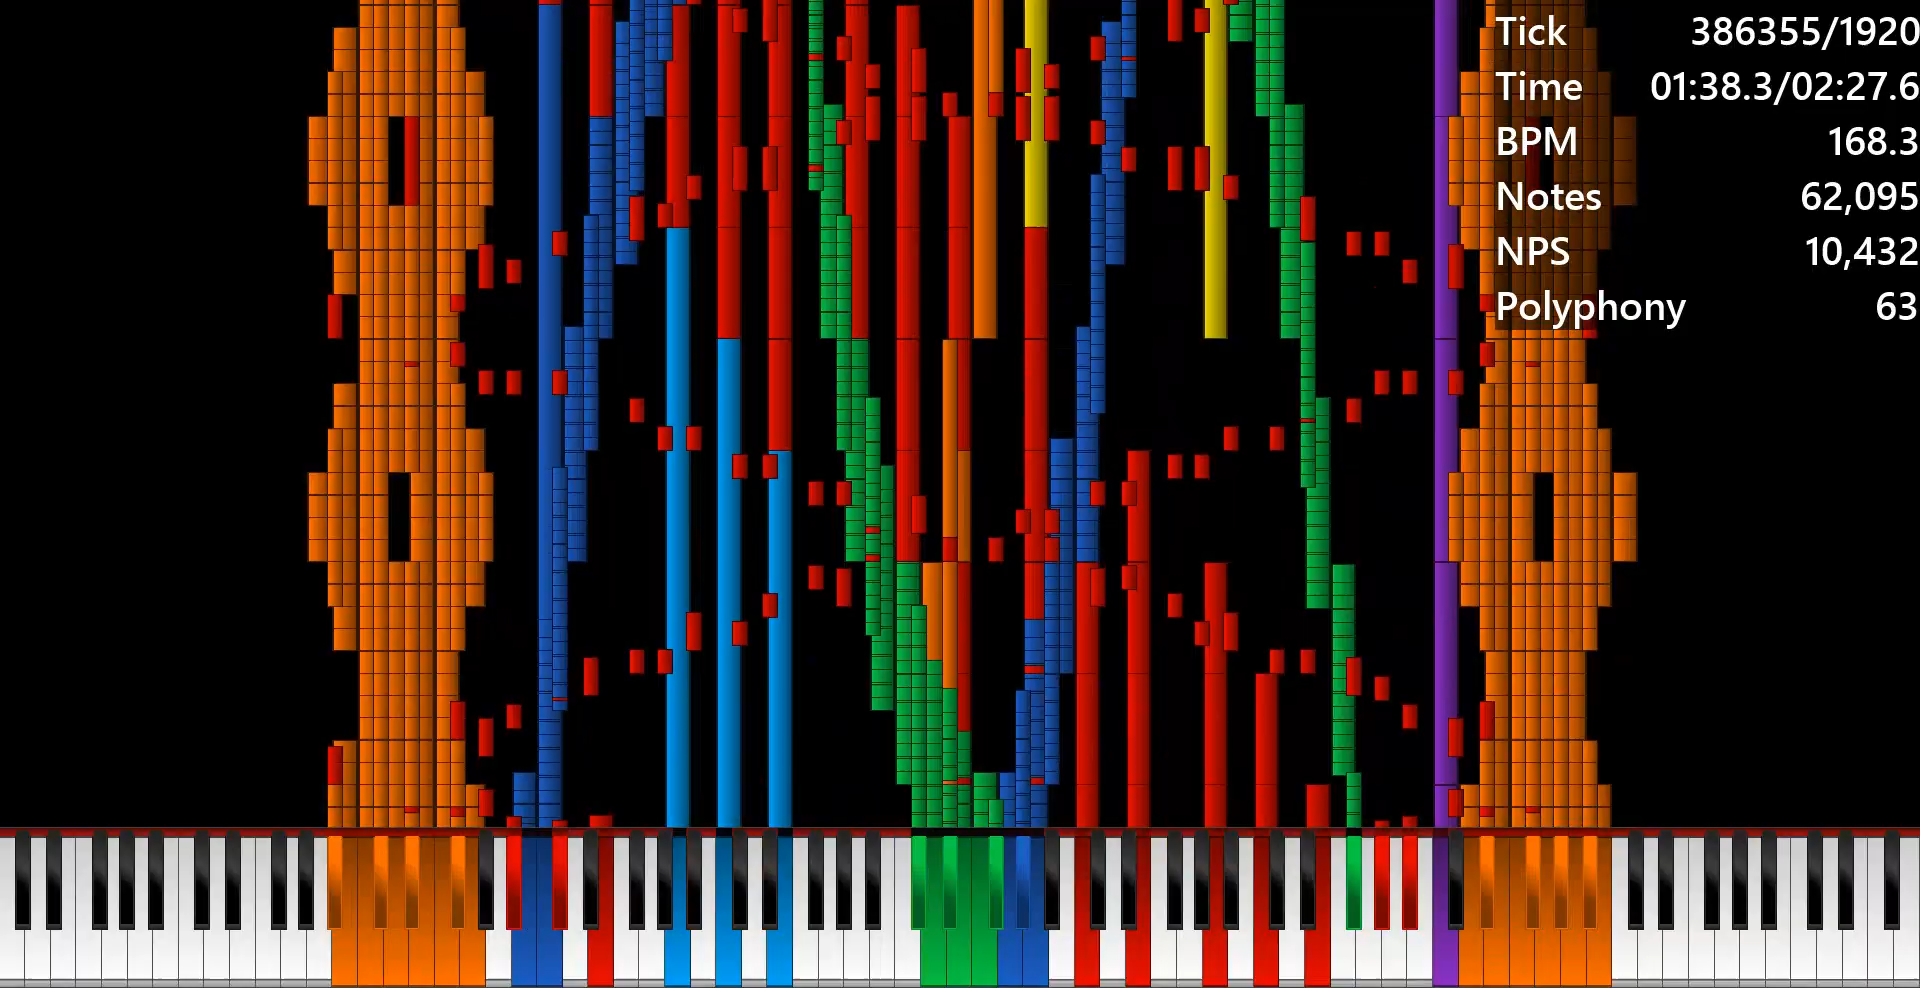 Tick 386355/1920
Time 01:38.3/02:27.6
BPM 168.3
Notes 62,095
NPS 10,432
Polyphony 63